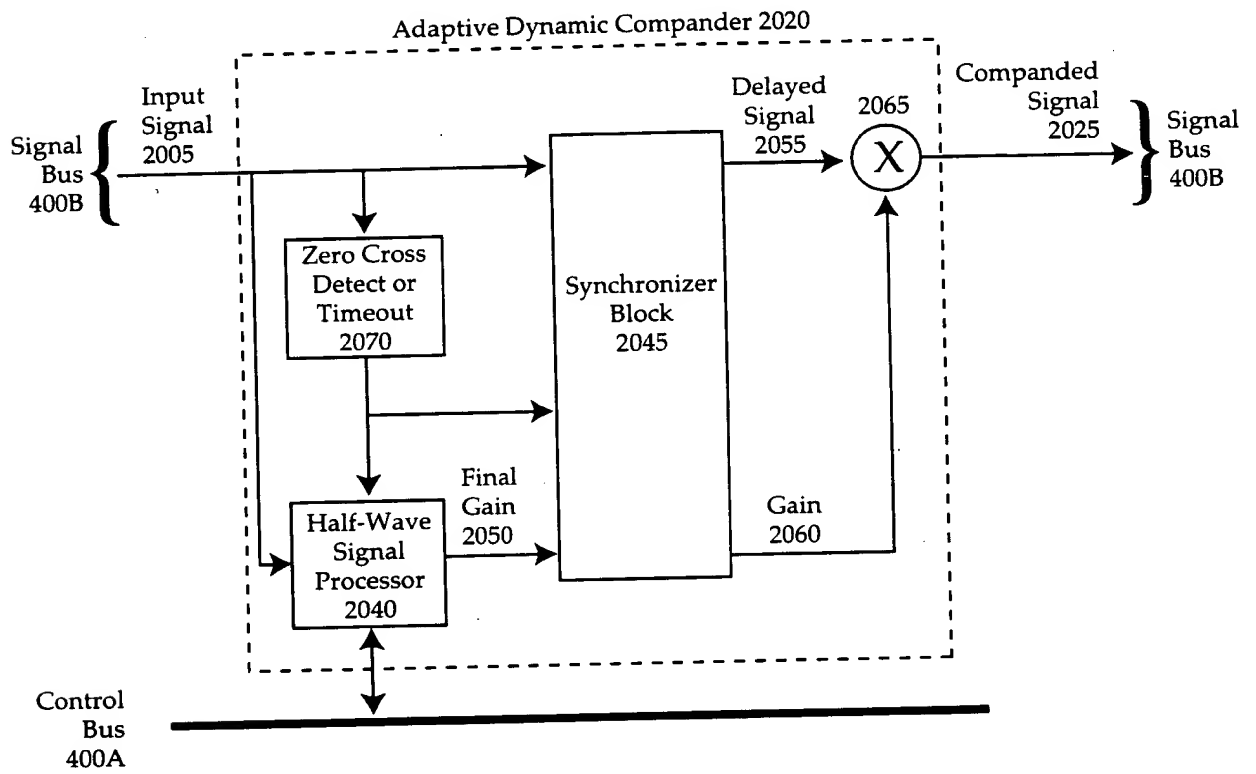 Adaptive Dynamic Compander 2020
Input
Signal
2005
Signal
Bus
400B
Delayed
Signal
2055
2065
X
Companded
Signal
2025
Signal
Bus
400B
Zero Cross
Detect or
Timeout
2070
Synchronizer
Block
2045
Half-Wave
Signal
Processor
2040
Final
Gain
2050
Gain
2060
Control
Bus
400A